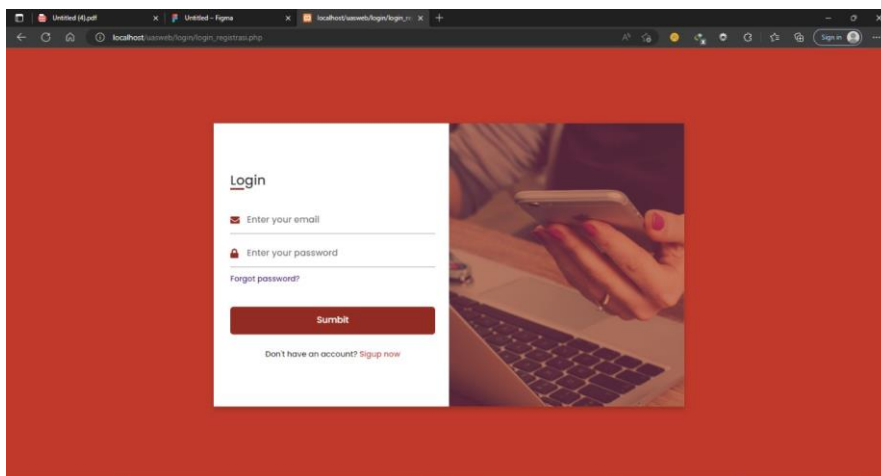 Untitled (4).pdf
Untitled – Figma
localhost/uasweb/login/login_re
localhost/uasweb/login/login_registrasi.php
Sign in
Login
Enter your email
Enter your password
Forgot password?
Sumbit
Don't have an account? Sigup now